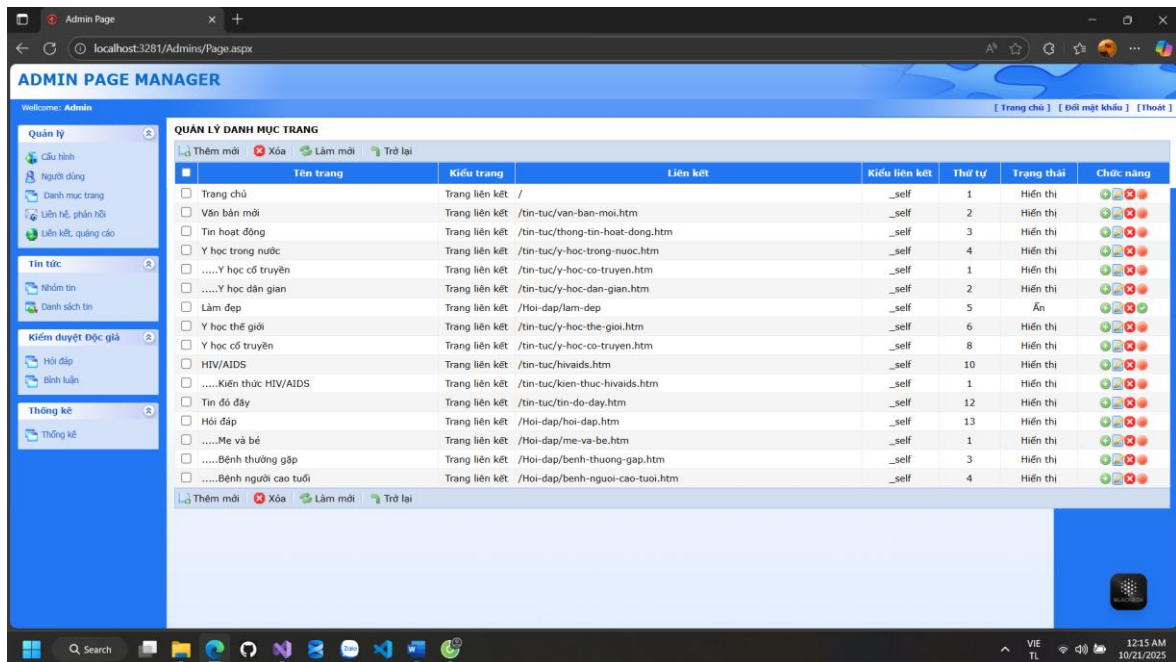 Admin Page
localhost:3281/Admins/Page.aspx
ADMIN PAGE MANAGER
Wellcome: Admin
[ Trang chủ ] [ Đổi mật khẩu ] [Thoát ]
Quản lý
Cấu hình
Người dùng
Danh mục trang
Liên hệ, phản hồi
Liên kết, quảng cáo
Tin tức
Nhóm tin
Danh sách tin
Kiểm duyệt Độc giả
Hỏi đáp
Bình luận
Thống kê
Thống kê
QUẢN LÝ DANH MỤC TRANG
Thêm mới Xóa Làm mới Trở lại
Tên trang Kiểu trang Liên kết Kiểu liên kết Thứ tự Trạng thái Chức năng
Trang chủ Trang liên kết / _self 1 Hiển thị
Văn bản mới Trang liên kết /tin-tuc/van-ban-moi.htm _self 2 Hiển thị
Tin hoạt động Trang liên kết /tin-tuc/thong-tin-hoat-dong.htm _self 3 Hiển thị
Y học trong nước Trang liên kết /tin-tuc/y-hoc-trong-nuoc.htm _self 4 Hiển thị
.....Y học cổ truyền Trang liên kết /tin-tuc/y-hoc-co-truyen.htm _self 1 Hiển thị
.....Y học dân gian Trang liên kết /tin-tuc/y-hoc-dan-gian.htm _self 2 Hiển thị
Làm đẹp Trang liên kết /Hoi-dap/lam-dep _self 5 Ẩn
Y học thế giới Trang liên kết /tin-tuc/y-hoc-the-gioi.htm _self 6 Hiển thị
Y học cổ truyền Trang liên kết /tin-tuc/y-hoc-co-truyen.htm _self 8 Hiển thị
HIV/AIDS Trang liên kết /tin-tuc/hivaids.htm _self 10 Hiển thị
.....Kiến thức HIV/AIDS Trang liên kết /tin-tuc/kien-thuc-hivaids.htm _self 1 Hiển thị
Tin đó đây Trang liên kết /tin-tuc/tin-do-day.htm _self 12 Hiển thị
Hỏi đáp Trang liên kết /Hoi-dap/hoi-dap.htm _self 13 Hiển thị
.....Mẹ và bé Trang liên kết /Hoi-dap/me-va-be.htm _self 1 Hiển thị
.....Bệnh thường gặp Trang liên kết /Hoi-dap/benh-thuong-gap.htm _self 3 Hiển thị
.....Bệnh người cao tuổi Trang liên kết /Hoi-dap/benh-nguoi-cao-tuoi.htm _self 4 Hiển thị
Thêm mới Xóa Làm mới Trở lại
BLACKBOX
Search
Zalo
VIE
TL
12:15 AM
10/21/2025